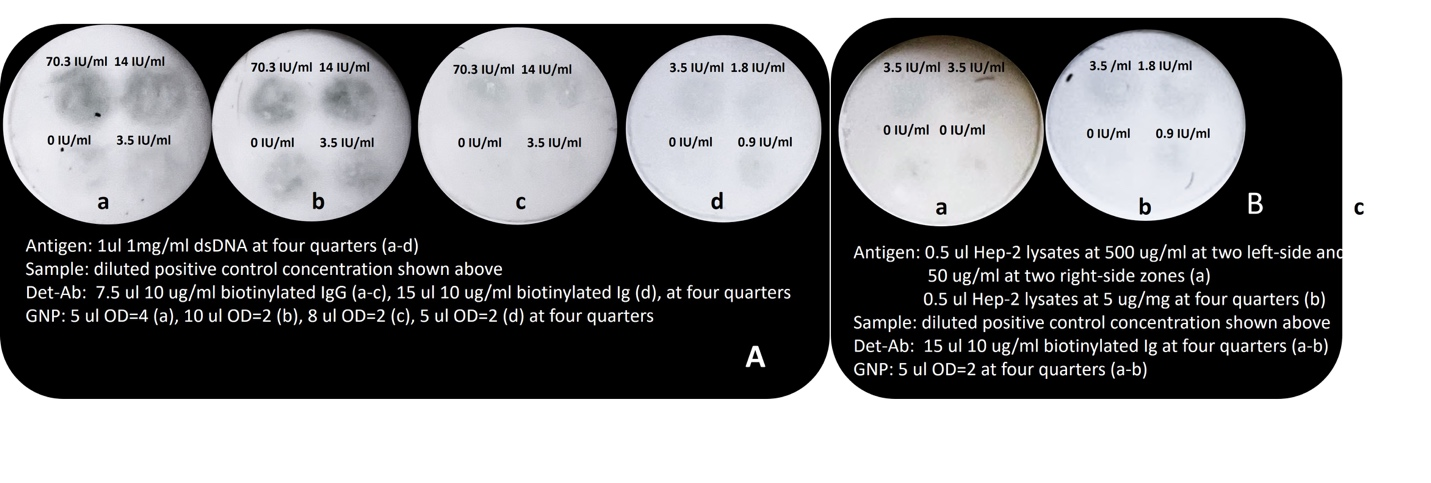 70.3 IU/ml 14 IU/ml
0 IU/ml 3.5 IU/ml
a
70.3 IU/ml 14 IU/ml
0 IU/ml 3.5 IU/ml
b
70.3 IU/ml 14 IU/ml
0 IU/ml 3.5 IU/ml
c
3.5 IU/ml 1.8 IU/ml
0 IU/ml 0.9 IU/ml
d
Antigen: 1ul 1mg/ml dsDNA at four quarters (a-d)
Sample: diluted positive control concentration shown above
Det-Ab: 7.5 ul 10 ug/ml biotinylated IgG (a-c), 15 ul 10 ug/ml biotinylated Ig (d), at four quarters
GNP: 5 ul OD=4 (a), 10 ul OD=2 (b), 8 ul OD=2 (c), 5 ul OD=2 (d) at four quarters
A
3.5 IU/ml 3.5 IU/ml
0 IU/ml 0 IU/ml
a
3.5 /ml 1.8 IU/ml
0 IU/ml 0.9 IU/ml
b
B
c
Antigen: 0.5 ul Hep-2 lysates at 500 ug/ml at two left-side and
50 ug/ml at two right-side zones (a)
0.5 ul Hep-2 lysates at 5 ug/mg at four quarters (b)
Sample: diluted positive control concentration shown above
Det-Ab: 15 ul 10 ug/ml biotinylated Ig at four quarters (a-b)
GNP: 5 ul OD=2 at four quarters (a-b)